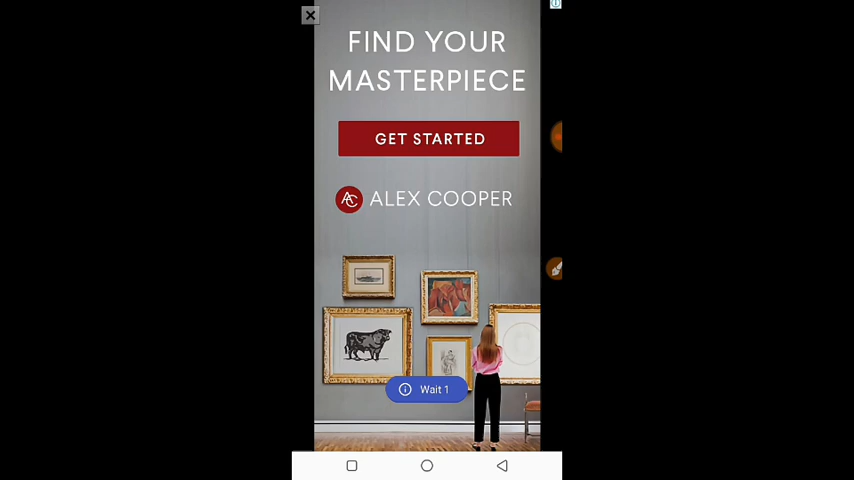 FIND YOUR
MASTERPIECE
GET STARTED
AC ALEX COOPER
Wait 1